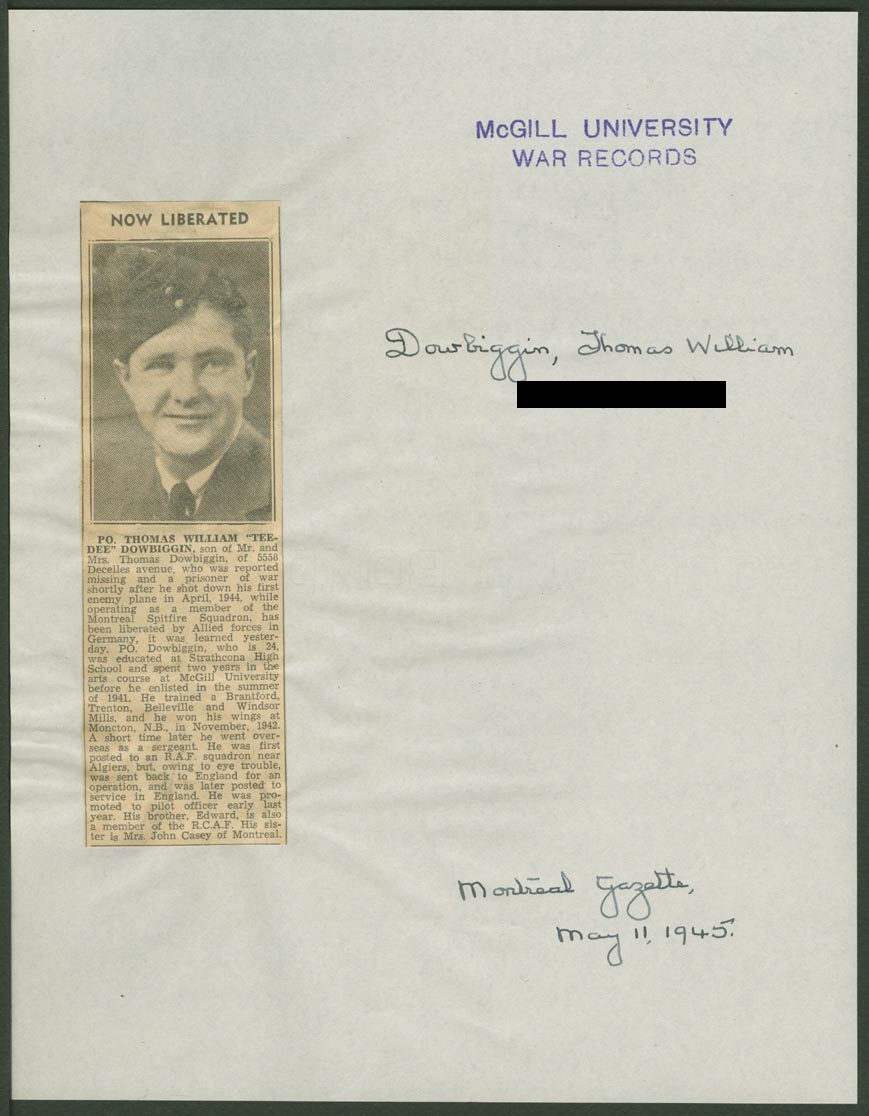 McGILL UNIVERSITY
WAR RECORDS
NOW LIBERATED
Dowbiggin, Thomas William
PO. THOMAS WILLIAM "TEE-
DEE" DOWBIGGIN, son of Mr. and
Mrs. Thomas Dowbiggin, of 5558
Decelles avenue, who was reported
missing and a prisoner of war
shortly after he shot down his first
enemy plane in April, 1944, while
operating as a member of the
Montreal Spitfire Squadron, has
been liberated by Allied forces in
Germany, it was learned yester-
day. PO. Dowbiggin, who is 24,
was educated at Strathcona High
School and spent two years in the
arts course at McGill University
before he enlisted in the summer
of 1941. He trained a Brantford,
Trenton, Belleville and Windsor
Mills, and he won his wings at
Moncton, N.B., in November, 1942.
A short time later he went over-
seas as a sergeant. He was first
posted to an R.A.F. squadron near
Algiers, but, owing to eye trouble,
was sent back to England for an
operation, and was later posted to
service in England. He was pro-
moted to pilot officer early last
year. His brother, Edward, is also
a member of the R.C.A.F. His sis-
ter is Mrs. John Casey of Montreal.
Montreal Gazette,
May 11, 1945.